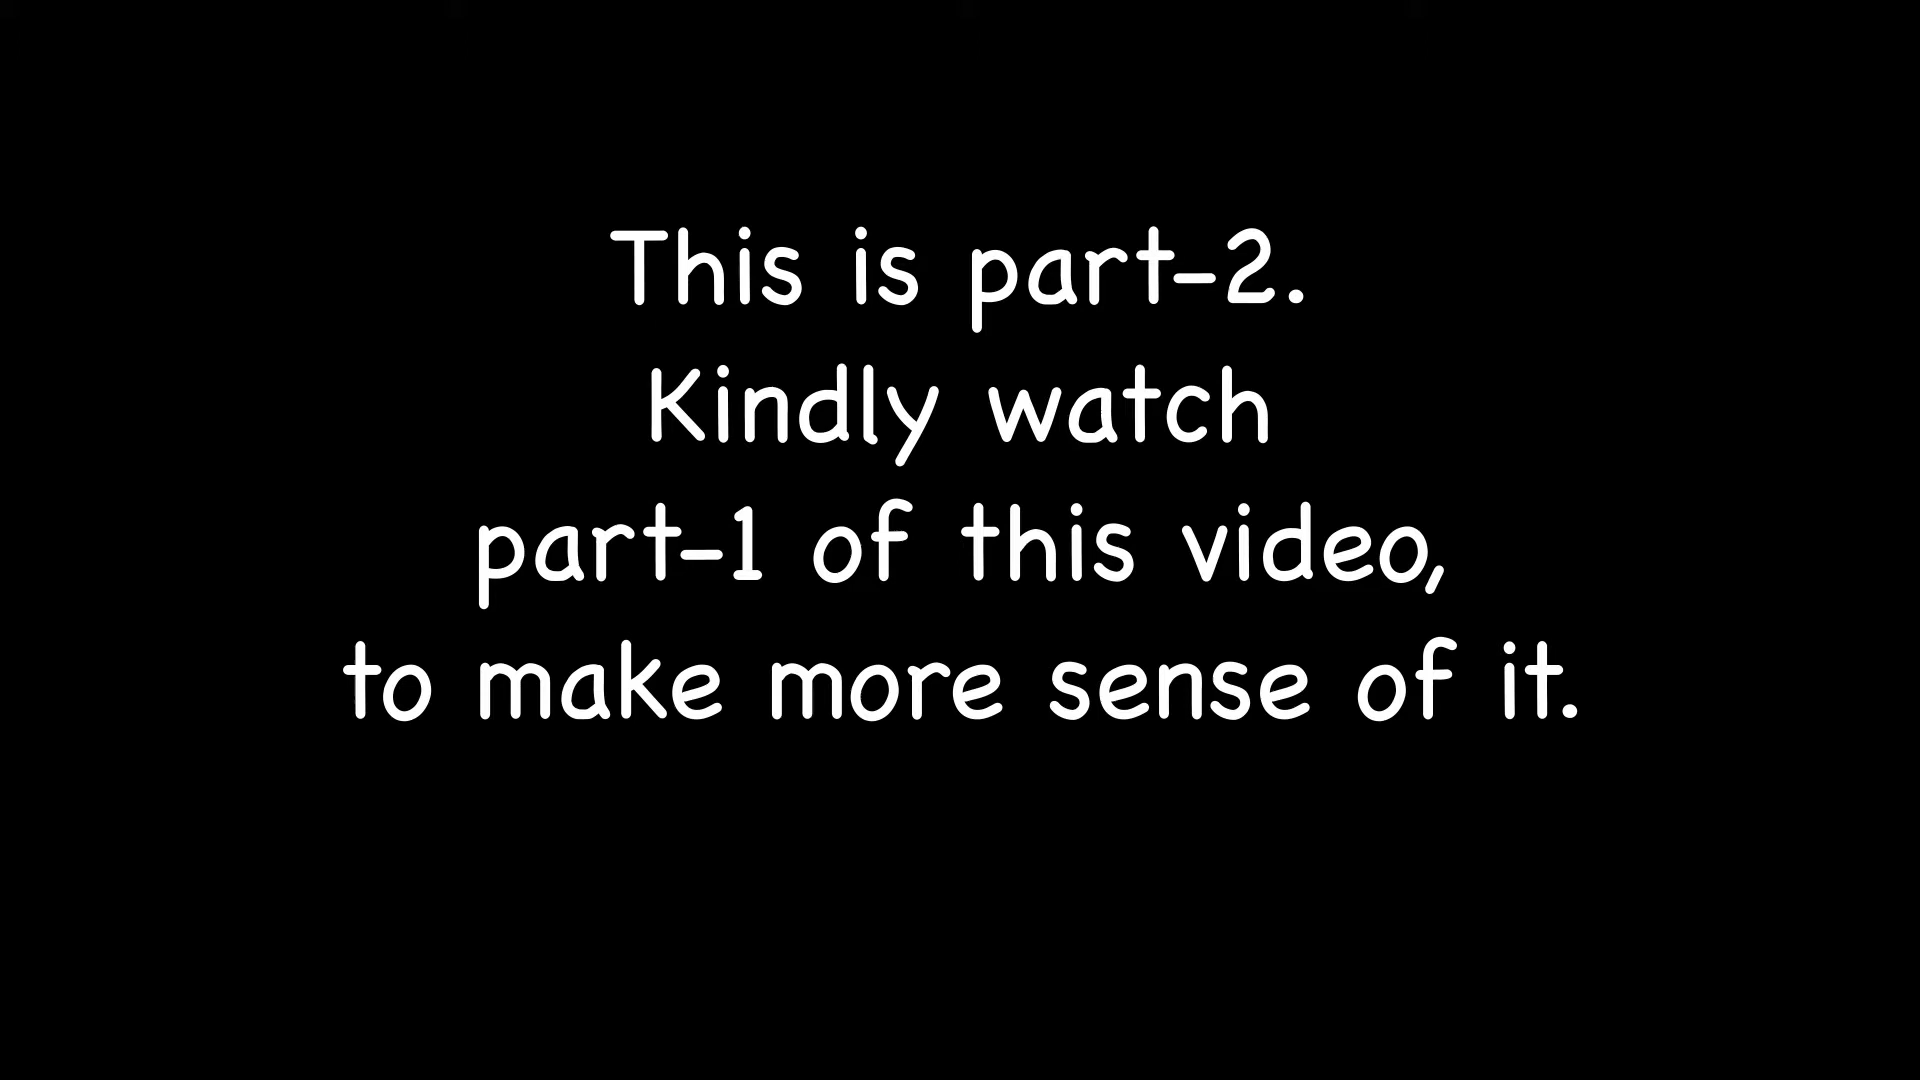 This is part-2.
Kindly watch
part-1 of this video,
to make more sense of it.